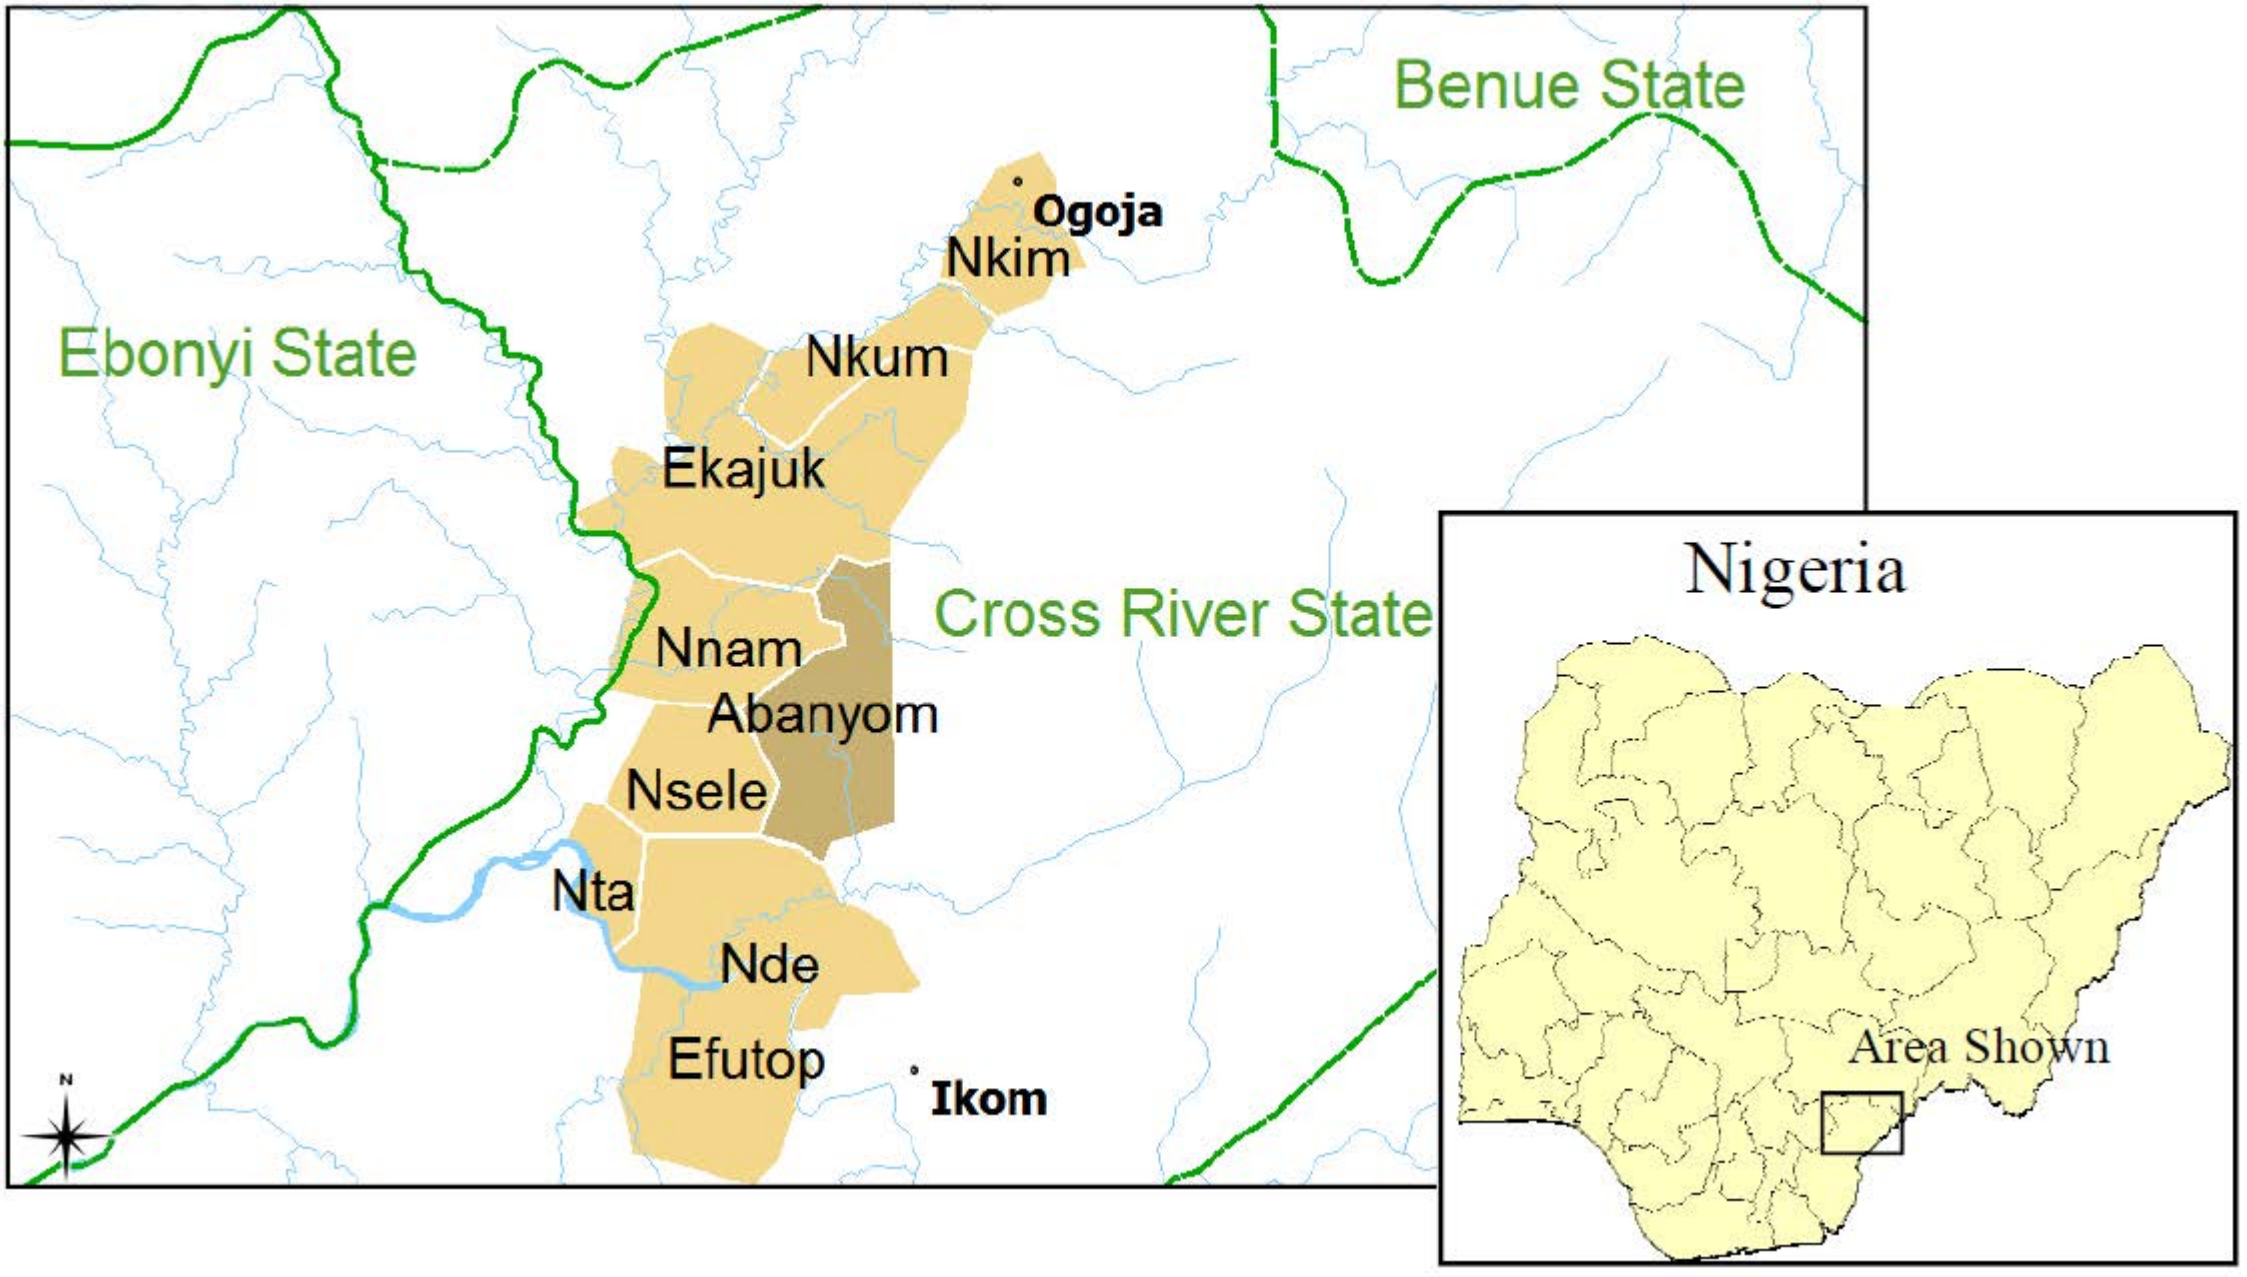 Benue State
Ogoja
Nkim
Ebonyi State
Nkum
Ekajuk
Nigeria
Cross River State
Nnam
Abanyom
Nsele
Nta
Nde
Area Shown
Efutop
N
Ikom